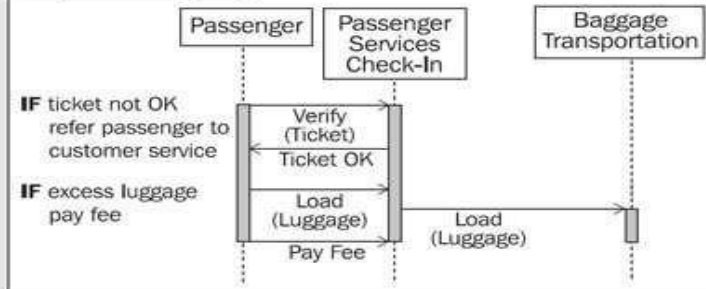 Passenger
Passenger
Services
Check-In
Baggage
Transportation
IF ticket not OK
refer passenger to
customer service
Verify
(Ticket)
Ticket OK
IF excess luggage
pay fee
Load
(Luggage)
Load
(Luggage)
Pay Fee